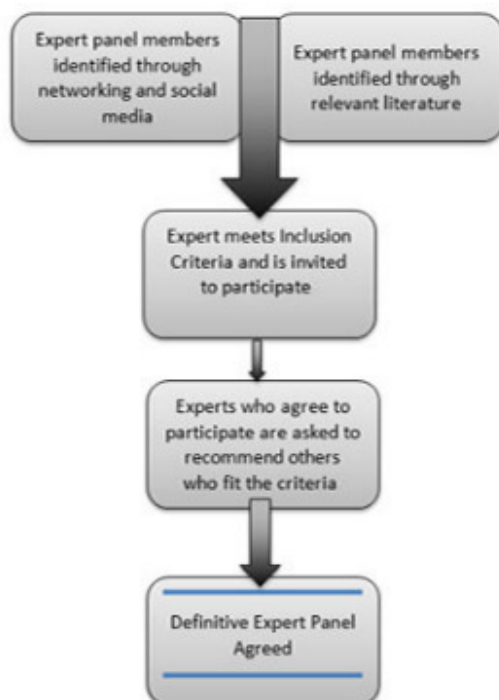 Expert panel members
identified through
networking and social
media
Expert panel members
identified through
relevant literature
Expert meets Inclusion
Criteria and is invited
to participate
Experts who agree to
participate are asked to
recommend others
who fit the criteria
Definitive Expert Panel
Agreed